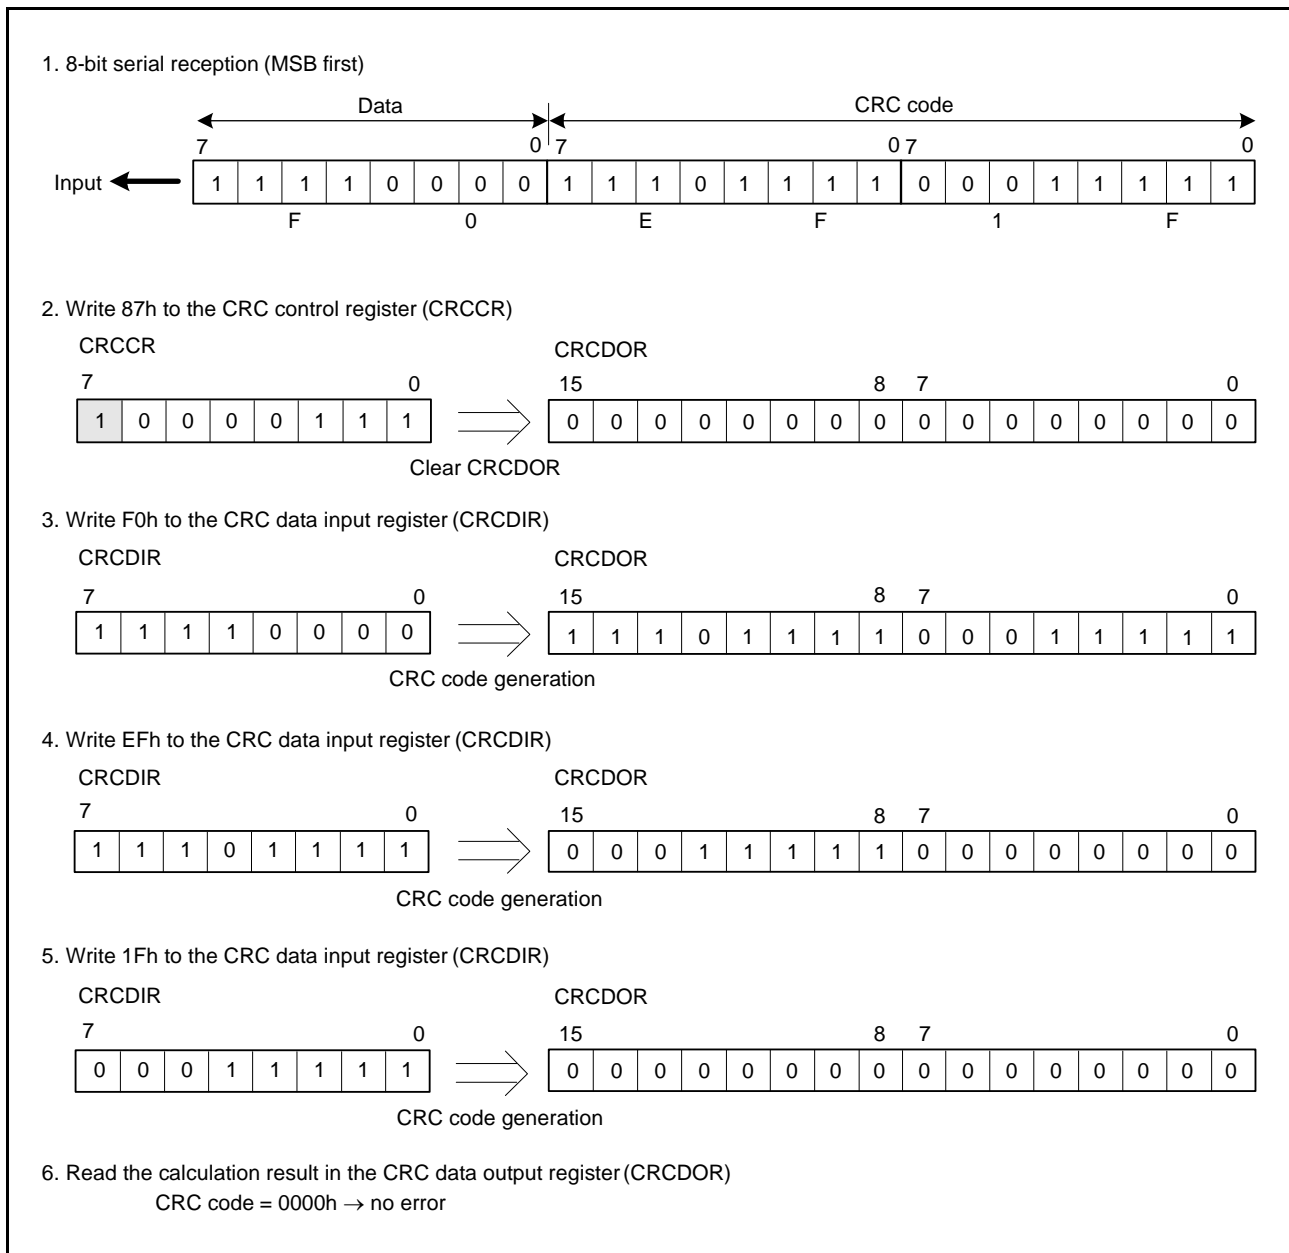 1. 8-bit serial reception (MSB first)
Data CRC code
7 0 7 0 7 0
Input 1 1 1 1 0 0 0 0 1 1 1 0 1 1 1 1 0 0 0 1 1 1 1 1
F 0 E F 1 F
2. Write 87h to the CRC control register (CRCCR)
CRCCR CRCDOR
7 0 15 8 7 0
1 0 0 0 0 1 1 1 0 0 0 0 0 0 0 0 0 0 0 0 0 0 0 0
Clear CRCDOR
3. Write F0h to the CRC data input register (CRCDIR)
CRCDIR CRCDOR
7 0 15 8 7 0
1 1 1 1 0 0 0 0 1 1 1 0 1 1 1 1 0 0 0 1 1 1 1 1
CRC code generation
4. Write EFh to the CRC data input register (CRCDIR)
CRCDIR CRCDOR
7 0 15 8 7 0
1 1 1 0 1 1 1 1 0 0 0 1 1 1 1 1 0 0 0 0 0 0 0 0
CRC code generation
5. Write 1Fh to the CRC data input register (CRCDIR)
CRCDIR CRCDOR
7 0 15 8 7 0
0 0 0 1 1 1 1 1 0 0 0 0 0 0 0 0 0 0 0 0 0 0 0 0
CRC code generation
6. Read the calculation result in the CRC data output register (CRCDOR)
CRC code = 0000h → no error